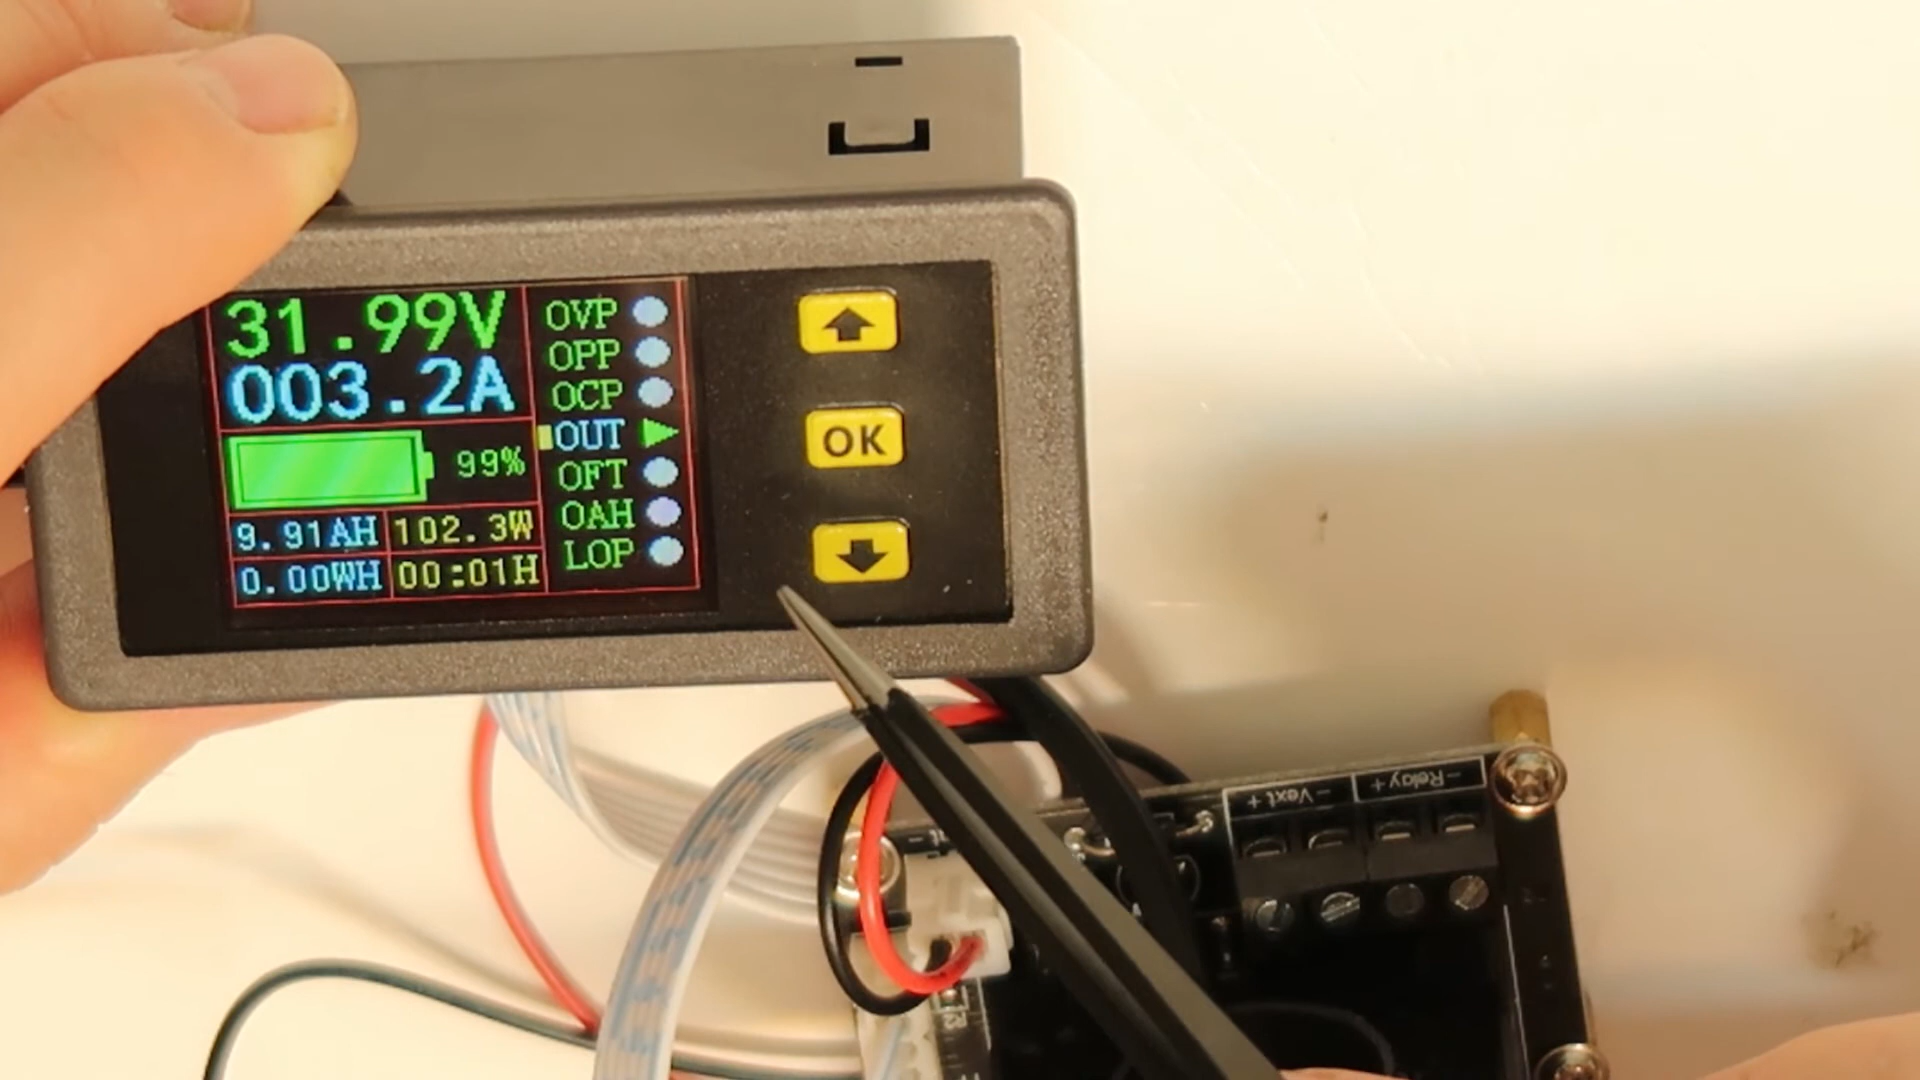 31.99V
003.2A
99%
9.91AH 102.3W
0.00WH 00:01H
OVP
OPP
OCP
OUT
OFT
OAH
LOP
OK
- Vext +
- Relay +